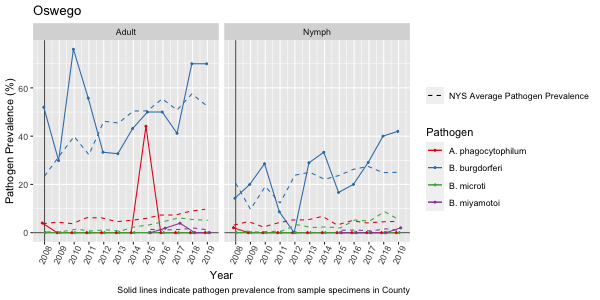 Oswego
Adult
Nymph
Pathogen Prevalence (%)
60
40
20
0
2008
2009
2010
2011
2012
2013
2014
2015
2016
2017
2018
2019
2008
2009
2010
2011
2012
2013
2014
2015
2016
2017
2018
2019
Year
NYS Average Pathogen Prevalence
Pathogen
A. phagocytophilum
B. burgdorferi
B. microti
B. miyamotoi
Solid lines indicate pathogen prevalence from sample specimens in County